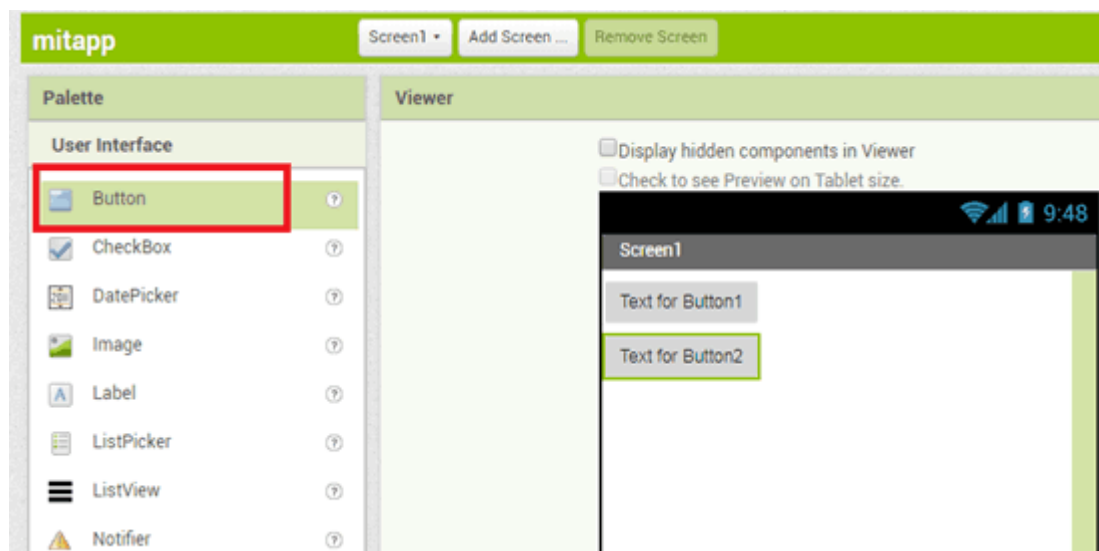 mitapp
Screen1
Add Screen ...
Remove Screen
Palette
Viewer
User Interface
Display hidden components in Viewer
Check to see Preview on Tablet size.
Button
?
9:48
CheckBox
?
Screen1
DatePicker
?
Text for Button1
Image
?
Text for Button2
Label
?
ListPicker
?
ListView
?
Notifier
?